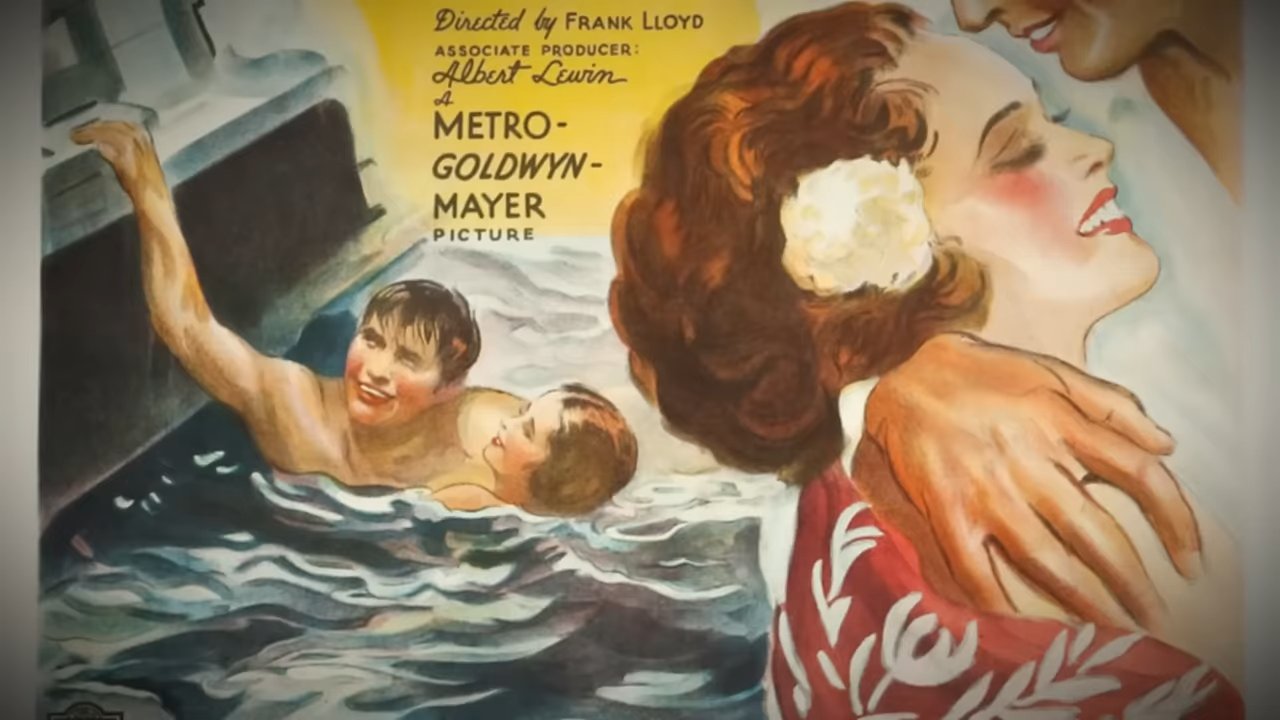 Directed by FRANK LLOYD
ASSOCIATE PRODUCER:
Albert Lewin
A
METRO-
GOLDWYN-
MAYER
PICTURE